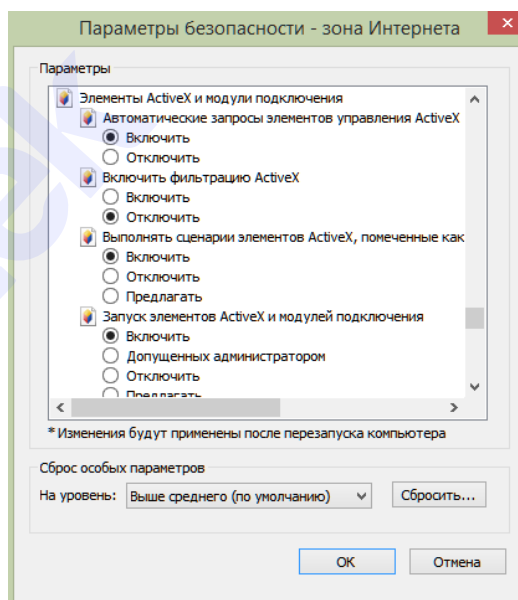 Параметры безопасности - зона Интернета
Параметры
Элементы ActiveX и модули подключения
Автоматические запросы элементов управления ActiveX
Включить
Отключить
Включить фильтрацию ActiveX
Включить
Отключить
Выполнять сценарии элементов ActiveX, помеченные как
Включить
Отключить
Предлагать
Запуск элементов ActiveX и модулей подключения
Включить
Допущенных администратором
Отключить
Предлагать
* Изменения будут применены после перезапуска компьютера
Сброс особых параметров
На уровень: Выше среднего (по умолчанию) Сбросить...
ОК Отмена